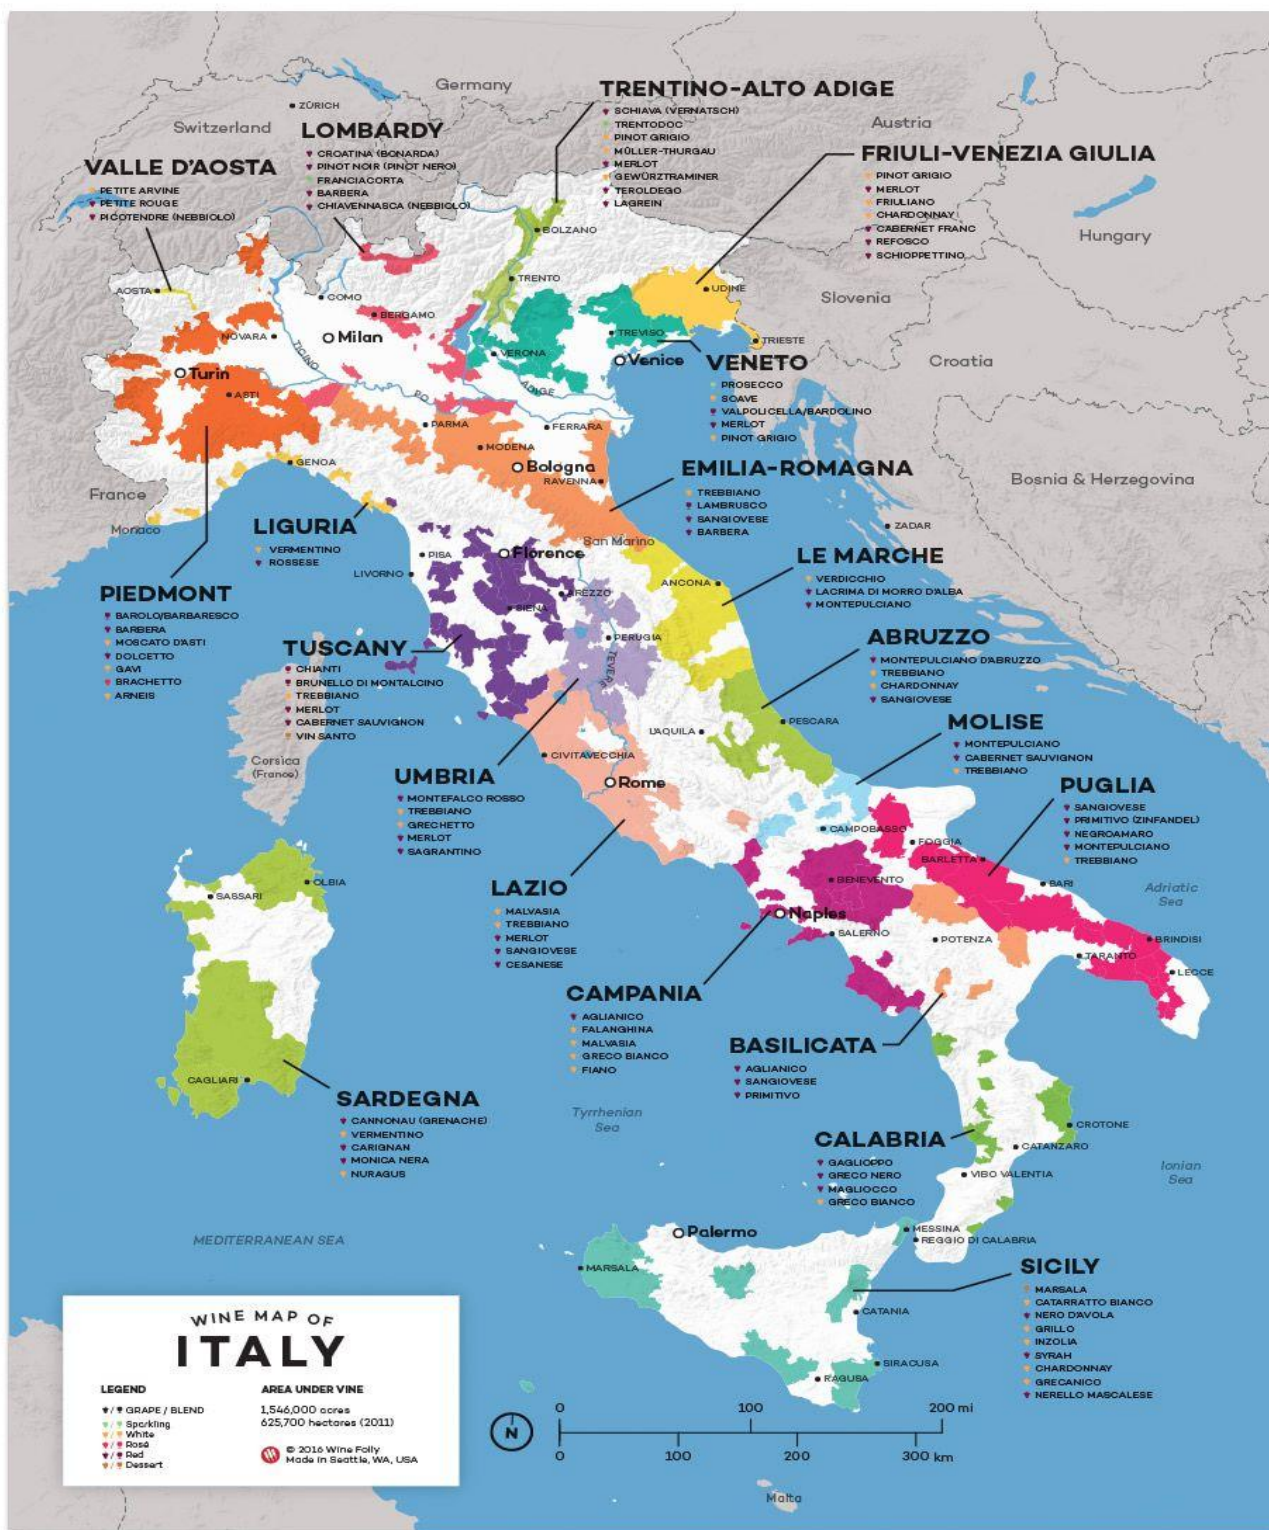 Germany
ZÜRICH
Switzerland
Austria
Hungary
Slovenia
Croatia
Bosnia & Herzegovina
France
Monaco
San Marino
Corsica
(France)
Malta
TRENTINO-ALTO ADIGE
SCHIAVA (VERNATSCH)
TRENTODOC
PINOT GRIGIO
MÜLLER-THURGAU
MERLOT
GEWÜRZTRAMINER
TEROLDEGO
LAGREIN
LOMBARDY
CROATINA (BONARDA)
PINOT NOIR (PINOT NERO)
FRANCIACORTA
BARBERA
CHIAVENNASCA (NEBBIOLO)
VALLE D'AOSTA
PETITE ARVINE
PETITE ROUGE
PICOTENDRE (NEBBIOLO)
FRIULI-VENEZIA GIULIA
PINOT GRIGIO
MERLOT
FRIULIANO
CHARDONNAY
CABERNET FRANC
REFOSCO
SCHIOPPETTINO
BOLZANO
TRENTO
UDINE
AOSTA
COMO
BERGAMO
NOVARA
Milan
TICINO
VERONA
TREVISO
Venice
TRIESTE
Turin
ASTI
PO
ADIGE
VENETO
PROSECCO
SOAVE
VALPOLICELLA/BARDOLINO
MERLOT
PINOT GRIGIO
PARMA
FERRARA
MODENA
GENOA
Bologna
RAVENNA
EMILIA-ROMAGNA
TREBBIANO
LAMBRUSCO
SANGIOVESE
BARBERA
ZADAR
LIGURIA
VERMENTINO
ROSSESE
PISA
Florence
LIVORNO
AREZZO
SIENA
ANCONA
LE MARCHE
VERDICCHIO
LACRIMA DI MORRO D'ALBA
MONTEPULCIANO
PIEDMONT
BAROLO/BARBARESCO
BARBERA
MOSCATO D'ASTI
DOLCETTO
GAVI
BRACHETTO
ARNEIS
TUSCANY
CHIANTI
BRUNELLO DI MONTALCINO
TREBBIANO
MERLOT
CABERNET SAUVIGNON
VIN SANTO
PERUGIA
TEVERE
ABRUZZO
MONTEPULCIANO D'ABRUZZO
TREBBIANO
CHARDONNAY
SANGIOVESE
PESCARA
L'AQUILA
CIVITAVECCHIA
Rome
MOLISE
MONTEPULCIANO
CABERNET SAUVIGNON
TREBBIANO
UMBRIA
MONTEFALCO ROSSO
TREBBIANO
GRECHETTO
MERLOT
SAGRANTINO
PUGLIA
SANGIOVESE
PRIMITIVO (ZINFANDEL)
NEGROAMARO
MONTEPULCIANO
TREBBIANO
CAMPOBASSO
FOGGIA
BARLETTA
BARI
BENEVENTO
Naples
SALERNO
POTENZA
TARANTO
BRINDISI
LECCE
Adriatic
Sea
OLBIA
SASSARI
CAGLIARI
LAZIO
MALVASIA
TREBBIANO
MERLOT
SANGIOVESE
CESANESE
CAMPANIA
AGLIANICO
FALANGHINA
MALVASIA
GRECO BIANCO
FIANO
BASILICATA
AGLIANICO
SANGIOVESE
PRIMITIVO
SARDEGNA
CANNONAU (GRENACHE)
VERMENTINO
CARIGNAN
MONICA NERA
NURAGUS
Tyrrhenian
Sea
CALABRIA
GAGLIOPPO
GRECO NERO
MAGLIOCCO
GRECO BIANCO
CROTONE
CATANZARO
VIBO VALENTIA
Ionian
Sea
MEDITERRANEAN SEA
Palermo
MESSINA
REGGIO DI CALABRIA
MARSALA
CATANIA
SIRACUSA
RAGUSA
SICILY
MARSALA
CATARRATTO BIANCO
NERO D'AVOLA
GRILLO
INZOLIA
SYRAH
CHARDONNAY
GRECANICO
NERELLO MASCALESE
WINE MAP OF
ITALY
LEGEND
/ GRAPE / BLEND
/ Sparkling
/ White
/ Rosé
/ Red
/ Dessert
AREA UNDER VINE
1,546,000 acres
625,700 hectares (2011)
© 2016 Wine Folly
Made in Seattle, WA, USA
N
0 100 200 mi
0 100 200 300 km